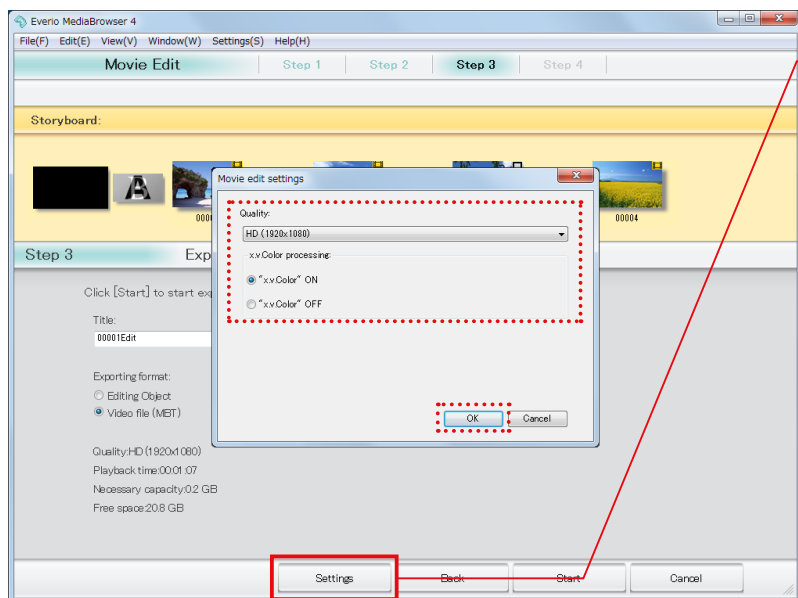 Everio MediaBrowser 4
File(F) Edit(E) View(V) Window(W) Settings(S) Help(H)
Movie Edit Step 1 Step 2 Step 3 Step 4
Storyboard:
A
Movie edit settings
0000
00004
Quality:
HD (1920x1080)
x.v.Color processing:
"x.v.Color" ON
"x.v.Color" OFF
OK Cancel
Step 3 Exp
Click [Start] to start exp
Title:
00001Edit
Exporting format:
Editing Object
Video file (MBT)
Quality:HD (1920x1080)
Playback time:00:01:07
Necessary capacity:0.2 GB
Free space:20.8 GB
Settings Back Start Cancel